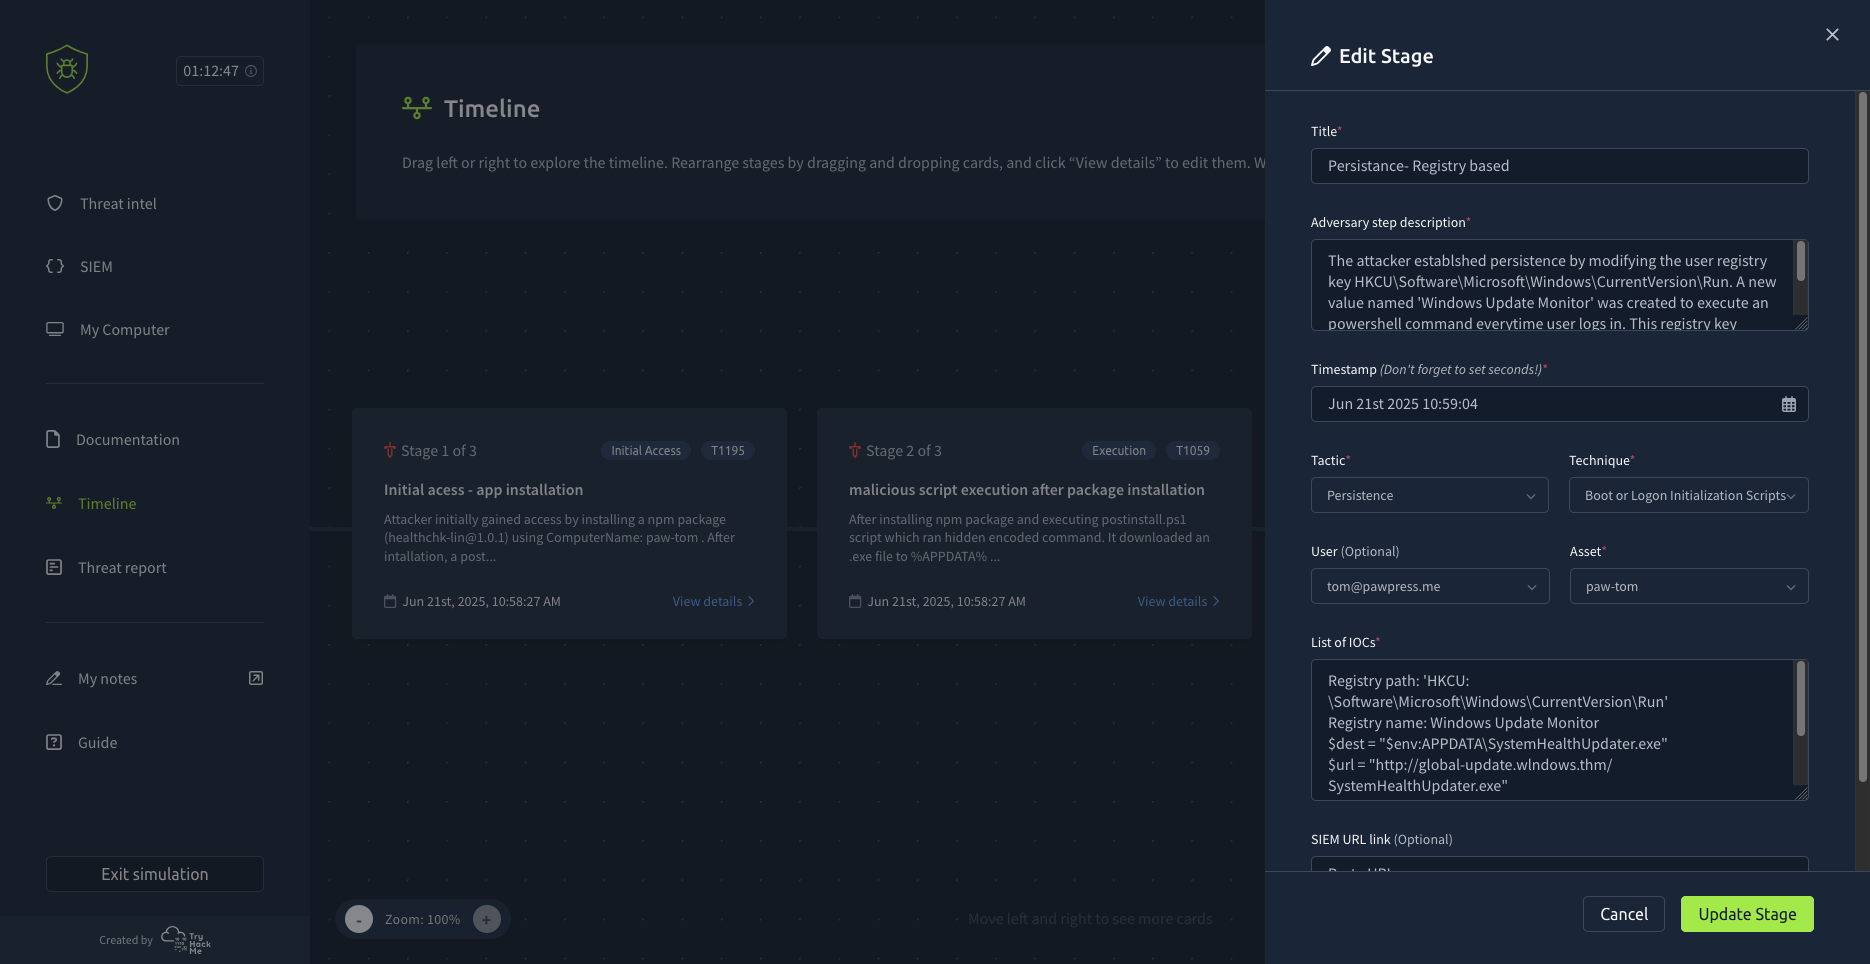 01:12:47
Threat intel
SIEM
My Computer
Documentation
Timeline
Threat report
My notes
Guide
Exit simulation
Created by
Try
Hack
Me
Timeline
Drag left or right to explore the timeline. Rearrange stages by dragging and dropping cards, and click “View details” to edit them. W
Stage 1 of 3
Initial Access
T1195
Initial acess - app installation
Attacker initially gained access by installing a npm package
(healthchk-lin@1.0.1) using ComputerName: paw-tom . After
intallation, a post...
Jun 21st, 2025, 10:58:27 AM
View details
Stage 2 of 3
Execution
T1059
malicious script execution after package installation
After installing npm package and executing postinstall.ps1
script which ran hidden encoded command. It downloaded an
.exe file to %APPDATA% ...
Jun 21st, 2025, 10:58:27 AM
View details
- Zoom: 100% +
Move left and right to see more cards
Edit Stage
Title*
Persistance- Registry based
Adversary step description*
The attacker establshed persistence by modifying the user registry
key HKCU\Software\Microsoft\Windows\CurrentVersion\Run. A new
value named 'Windows Update Monitor' was created to execute an
powershell command everytime user logs in. This registry key
Timestamp (Don't forget to set seconds!)*
Jun 21st 2025 10:59:04
Tactic*
Persistence
Technique*
Boot or Logon Initialization Scripts
User (Optional)
tom@pawpress.me
Asset*
paw-tom
List of IOCs*
Registry path: 'HKCU:
\Software\Microsoft\Windows\CurrentVersion\Run'
Registry name: Windows Update Monitor
$dest = "$env:APPDATA\SystemHealthUpdater.exe"
$url = "http://global-update.wlndows.thm/
SystemHealthUpdater.exe"
SIEM URL link (Optional)
Cancel
Update Stage